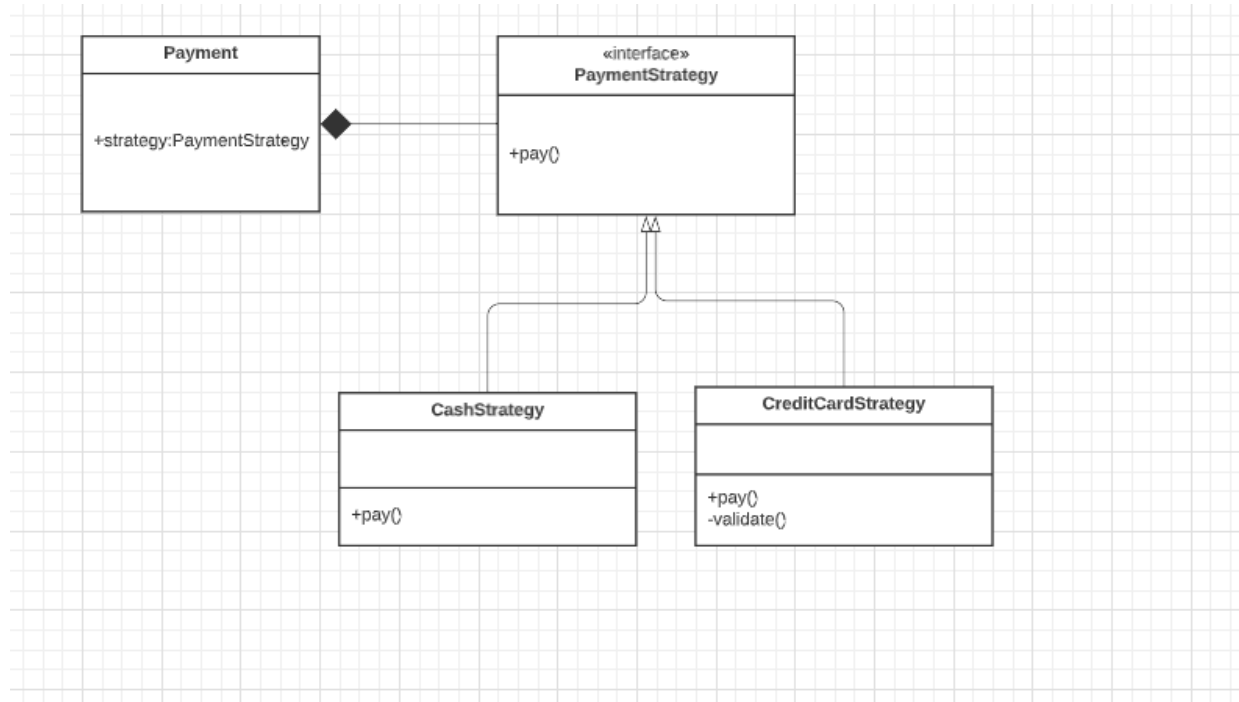 Payment
+strategy:PaymentStrategy
«interface»
PaymentStrategy
+pay()
CashStrategy
+pay()
CreditCardStrategy
+pay()
-validate()